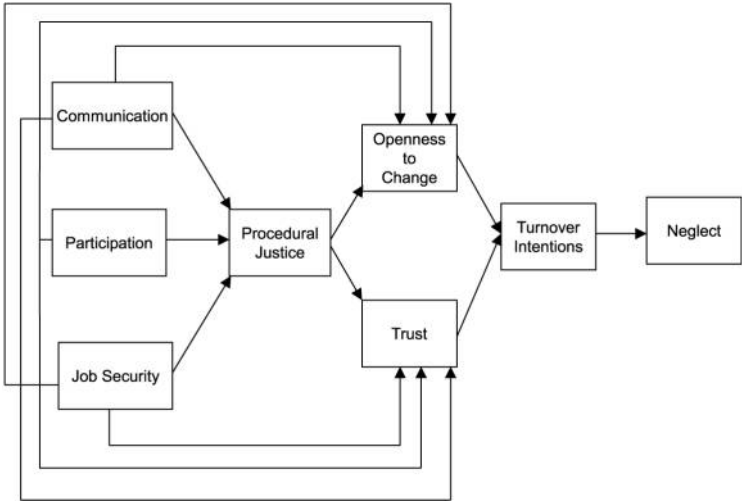 Communication
Openness
to
Change
Participation
Procedural
Justice
Turnover
Intentions
Neglect
Trust
Job Security